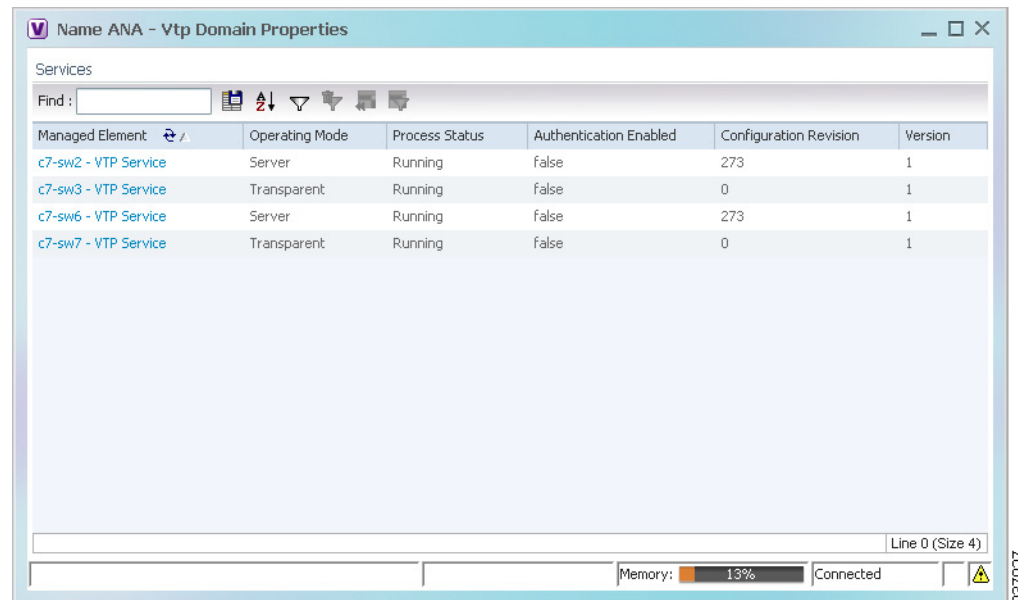 V Name ANA - Vtp Domain Properties
Services
Find :
A Z
Managed Element Operating Mode Process Status Authentication Enabled Configuration Revision Version
c7-sw2 - VTP Service Server Running false 273 1
c7-sw3 - VTP Service Transparent Running false 0 1
c7-sw6 - VTP Service Server Running false 273 1
c7-sw7 - VTP Service Transparent Running false 0 1
Line 0 (Size 4)
Memory: 13% Connected